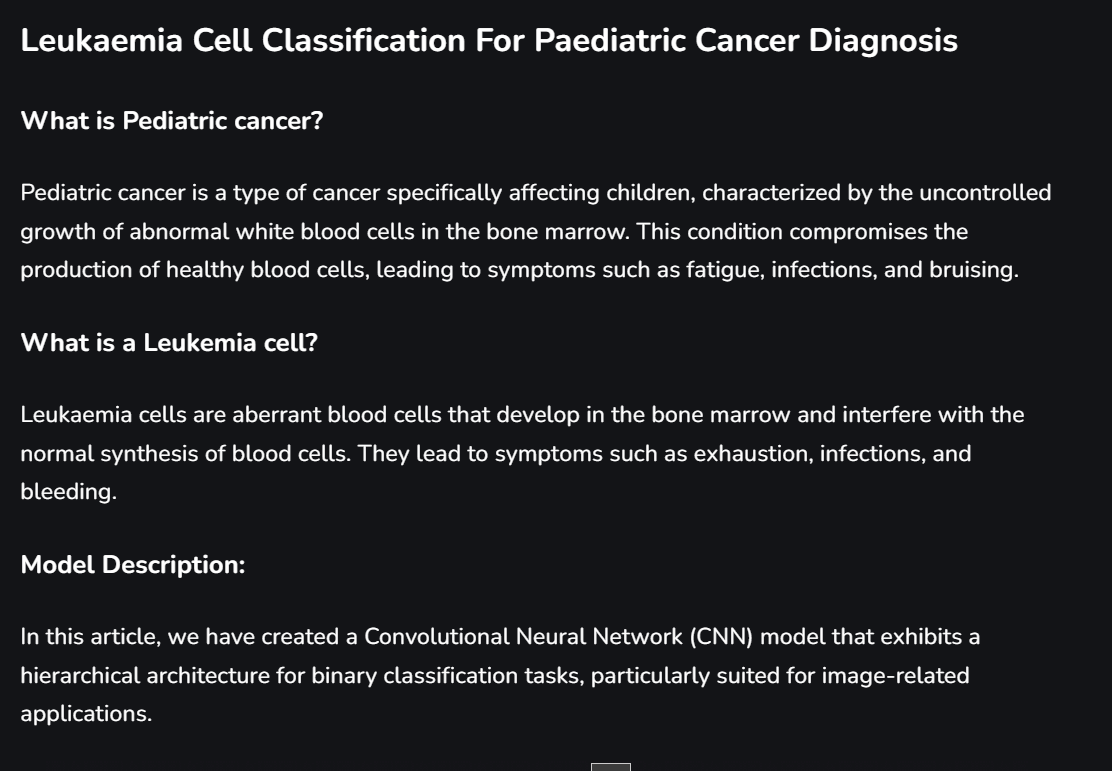 Leukaemia Cell Classification For Paediatric Cancer Diagnosis
What is Pediatric cancer?
Pediatric cancer is a type of cancer specifically affecting children, characterized by the uncontrolled
growth of abnormal white blood cells in the bone marrow. This condition compromises the
production of healthy blood cells, leading to symptoms such as fatigue, infections, and bruising.
What is a Leukemia cell?
Leukaemia cells are aberrant blood cells that develop in the bone marrow and interfere with the
normal synthesis of blood cells. They lead to symptoms such as exhaustion, infections, and
bleeding.
Model Description:
In this article, we have created a Convolutional Neural Network (CNN) model that exhibits a
hierarchical architecture for binary classification tasks, particularly suited for image-related
applications.